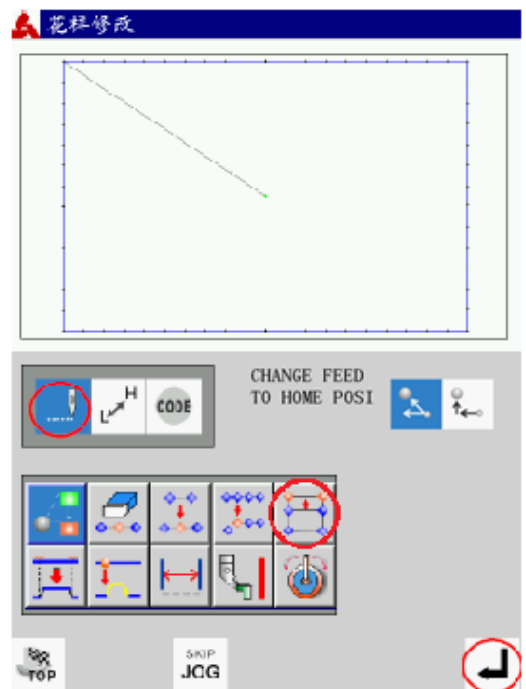 花样修改
CHANGE FEED
TO HOME POSI
H
L
CODE
TOP
SKIP
JOG